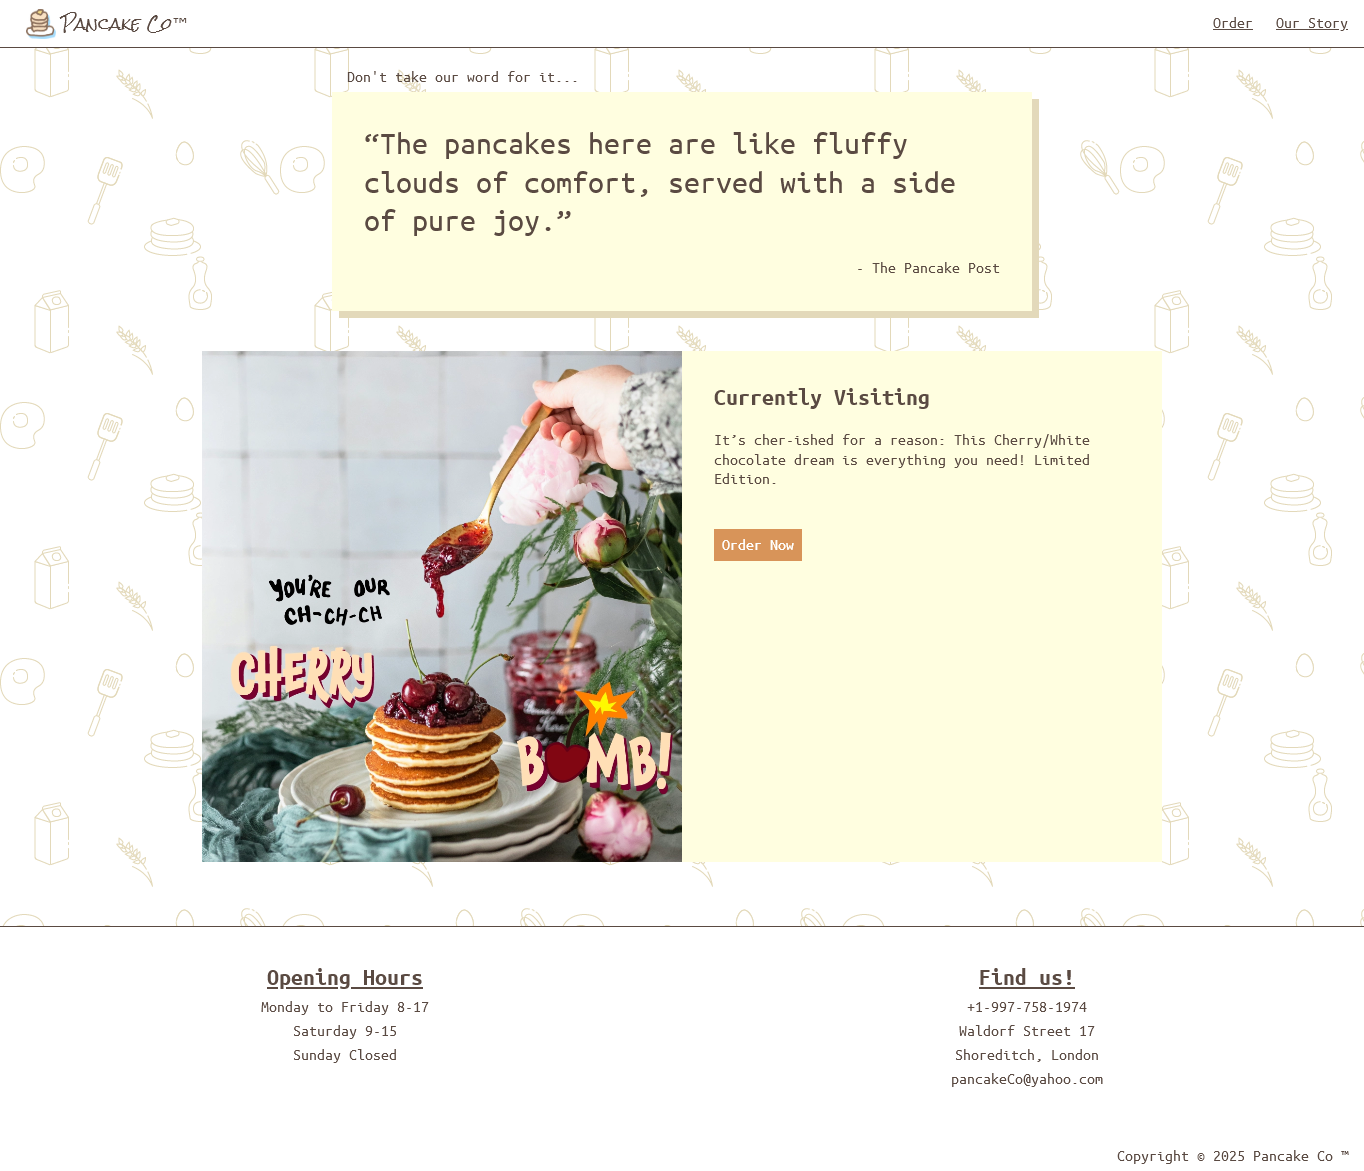 Pancake Co™
Order Our Story
Don't take our word for it...
“The pancakes here are like fluffy
clouds of comfort, served with a side
of pure joy.”
- The Pancake Post
YOU'RE OUR
CH-CH-CH
CHERRY
BOMB!
Currently Visiting
It’s cher-ished for a reason: This Cherry/White
chocolate dream is everything you need! Limited
Edition.
Order Now
Opening Hours
Monday to Friday 8-17
Saturday 9-15
Sunday Closed
Find us!
+1-997-758-1974
Waldorf Street 17
Shoreditch, London
pancakeCo@yahoo.com
Copyright © 2025 Pancake Co ™